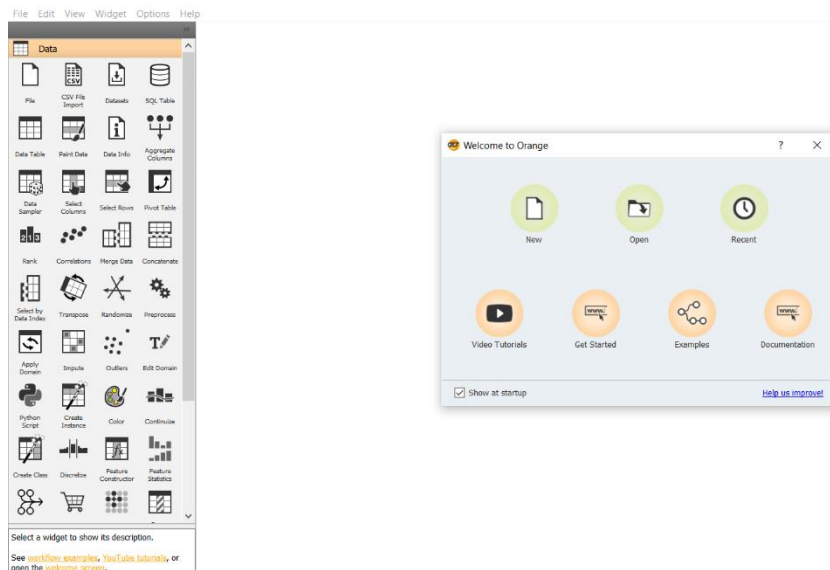 File Edit View Widget Options Help
Data
File
CSV File
Import
Datasets
SQL Table
Data Table
Paint Data
Data Info
Aggregate
Columns
Data
Sampler
Select
Columns
Select Rows
Pivot Table
Rank
Correlations
Merge Data
Concatenate
Select by
Data Index
Transpose
Randomize
Preprocess
Apply
Domain
Impute
Outliers
Edit Domain
Python
Script
Create
Instance
Color
Continuize
Create Class
Discretize
Feature
Constructor
Feature
Statistics
Select a widget to show its description.
See workflow examples, YouTube tutorials, or
open the welcome screen.
Welcome to Orange
New
Open
Recent
Video Tutorials
Get Started
Examples
Documentation
Show at startup
Help us improve!